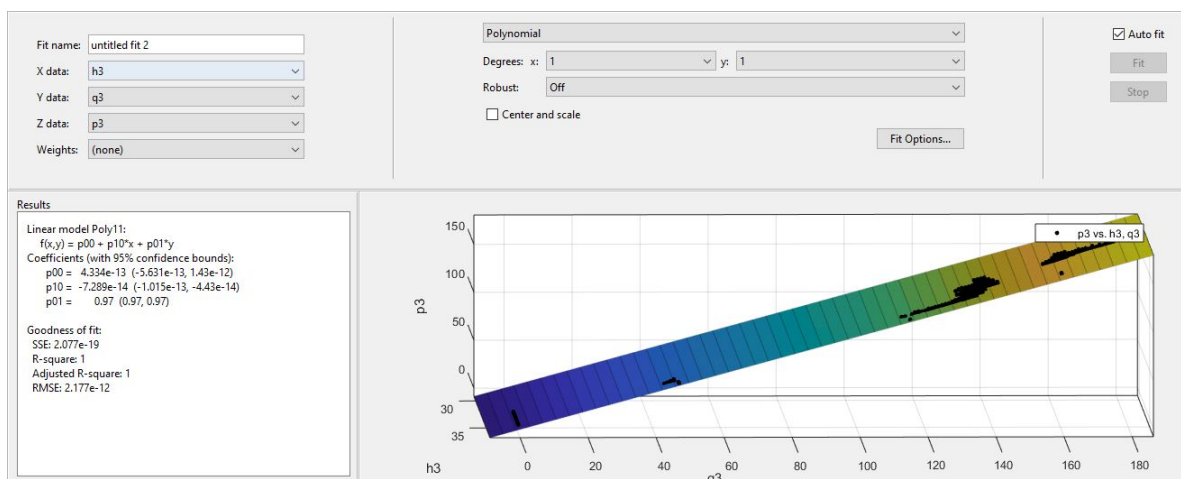 Fit name: untitled fit 2
X data: h3
Y data: q3
Z data: p3
Weights: (none)
Polynomial
Degrees: x: 1 y: 1
Robust: Off
Center and scale
Fit Options...
Auto fit
Fit
Stop
Results
Linear model Poly11:
f(x,y) = p00 + p10*x + p01*y
Coefficients (with 95% confidence bounds):
p00 = 4.334e-13 (-5.631e-13, 1.43e-12)
p10 = -7.289e-14 (-1.015e-13, -4.43e-14)
p01 = 0.97 (0.97, 0.97)
Goodness of fit:
SSE: 2.077e-19
R-square: 1
Adjusted R-square: 1
RMSE: 2.177e-12
p3 vs. h3, q3
150
100
50
0
p3
30
35
h3
0 20 40 60 80 100 120 140 160 180
q3